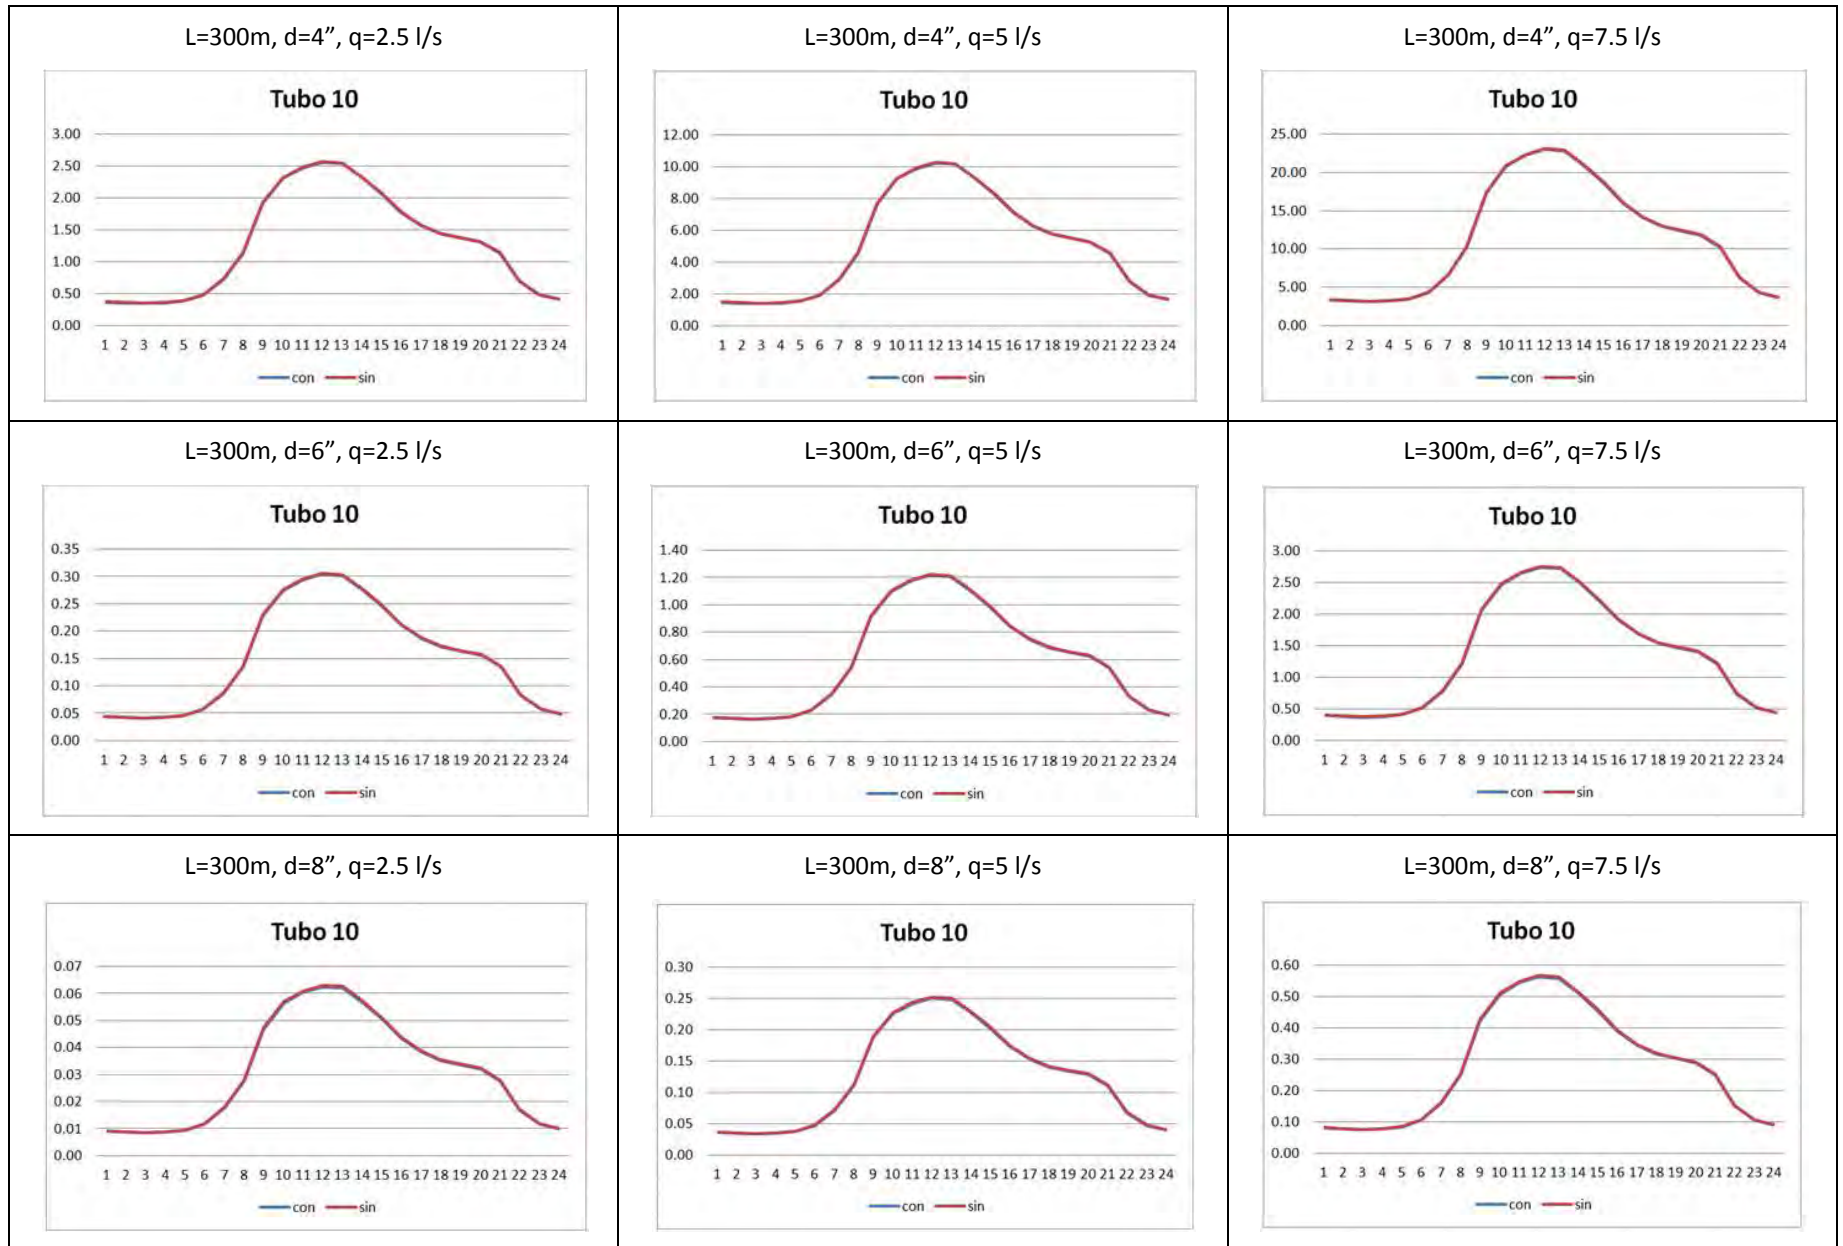 L=300m, d=4”, q=2.5 l/s
Tubo 10
3.00
2.50
2.00
1.50
1.00
0.50
0.00
1 2 3 4 5 6 7 8 9 10 11 12 13 14 15 16 17 18 19 20 21 22 23 24
con sin
L=300m, d=4”, q=5 l/s
Tubo 10
12.00
10.00
8.00
6.00
4.00
2.00
0.00
1 2 3 4 5 6 7 8 9 10 11 12 13 14 15 16 17 18 19 20 21 22 23 24
con sin
L=300m, d=4”, q=7.5 l/s
Tubo 10
25.00
20.00
15.00
10.00
5.00
0.00
1 2 3 4 5 6 7 8 9 10 11 12 13 14 15 16 17 18 19 20 21 22 23 24
con sin
L=300m, d=6”, q=2.5 l/s
Tubo 10
0.35
0.30
0.25
0.20
0.15
0.10
0.05
0.00
1 2 3 4 5 6 7 8 9 10 11 12 13 14 15 16 17 18 19 20 21 22 23 24
con sin
L=300m, d=6”, q=5 l/s
Tubo 10
1.40
1.20
1.00
0.80
0.60
0.40
0.20
0.00
1 2 3 4 5 6 7 8 9 10 11 12 13 14 15 16 17 18 19 20 21 22 23 24
con sin
L=300m, d=6”, q=7.5 l/s
Tubo 10
3.00
2.50
2.00
1.50
1.00
0.50
0.00
1 2 3 4 5 6 7 8 9 10 11 12 13 14 15 16 17 18 19 20 21 22 23 24
con sin
L=300m, d=8”, q=2.5 l/s
Tubo 10
0.07
0.06
0.05
0.04
0.03
0.02
0.01
0.00
1 2 3 4 5 6 7 8 9 10 11 12 13 14 15 16 17 18 19 20 21 22 23 24
con sin
L=300m, d=8”, q=5 l/s
Tubo 10
0.30
0.25
0.20
0.15
0.10
0.05
0.00
1 2 3 4 5 6 7 8 9 10 11 12 13 14 15 16 17 18 19 20 21 22 23 24
con sin
L=300m, d=8”, q=7.5 l/s
Tubo 10
0.60
0.50
0.40
0.30
0.20
0.10
0.00
1 2 3 4 5 6 7 8 9 10 11 12 13 14 15 16 17 18 19 20 21 22 23 24
con sin